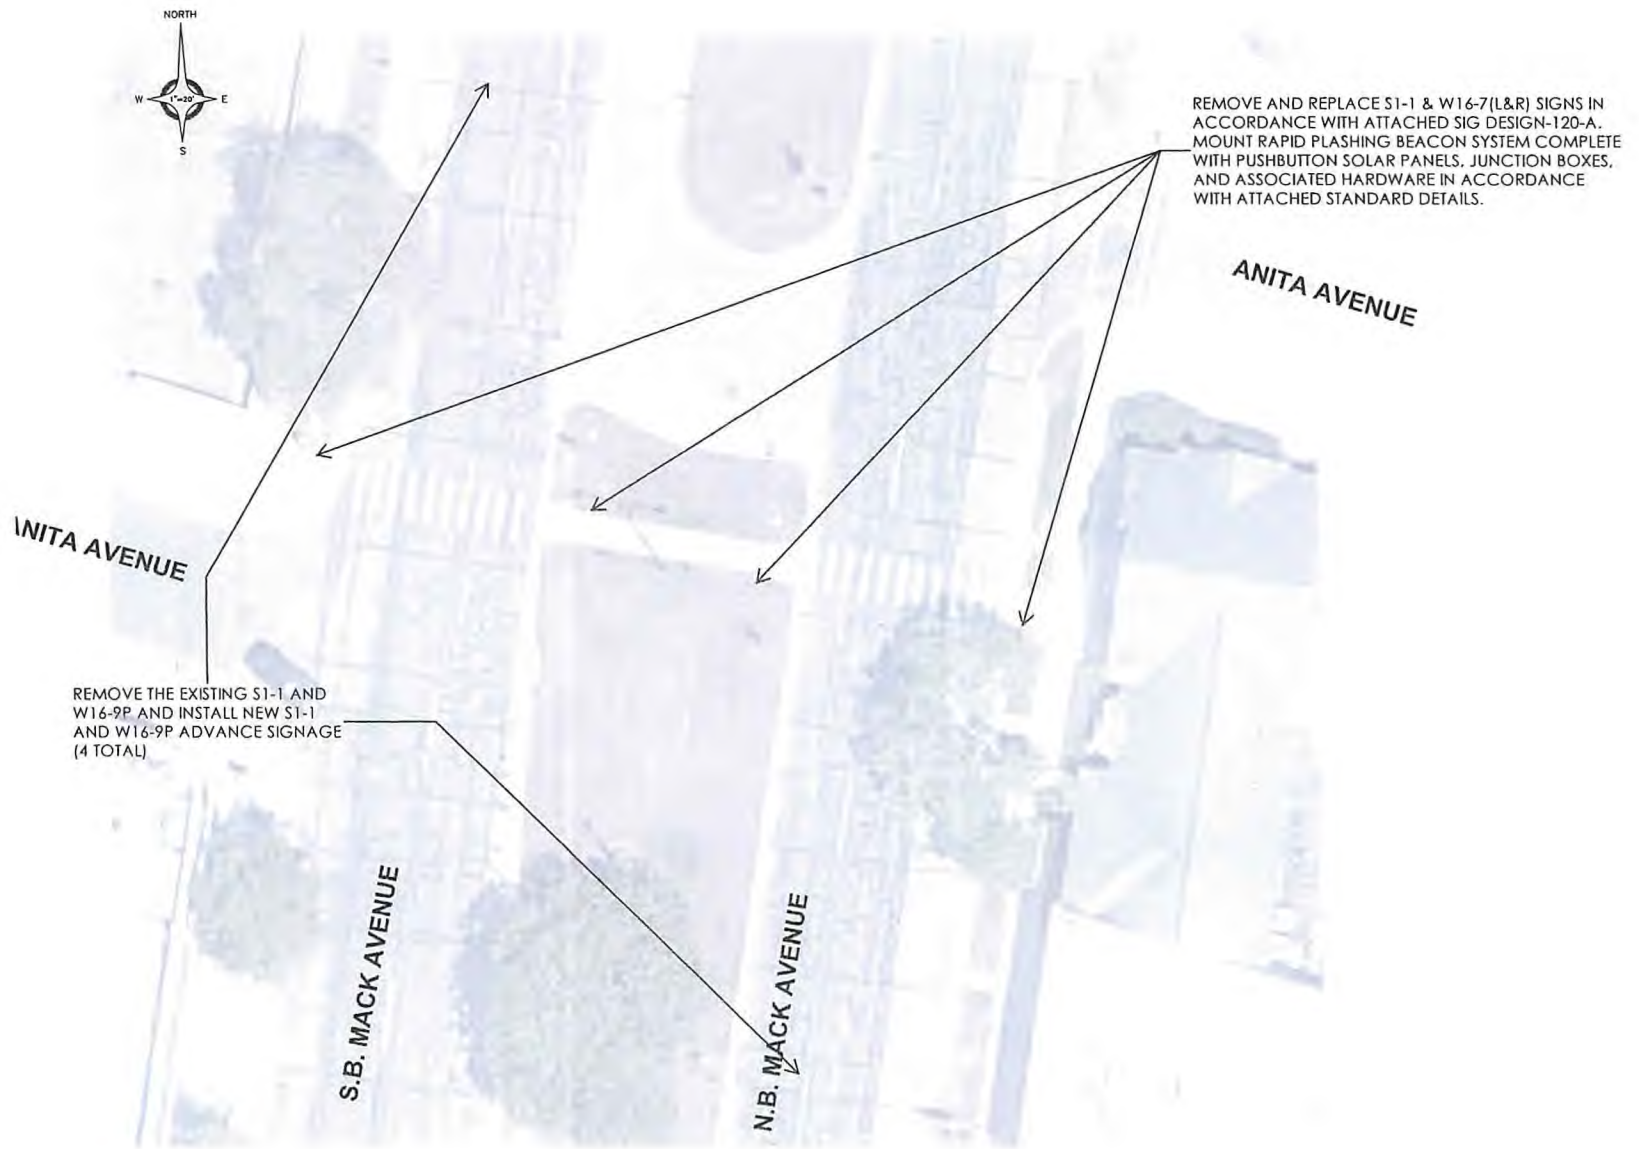 NORTH
W 1"=20' E
S
REMOVE AND REPLACE S1-1 & W16-7(L&R) SIGNS IN
ACCORDANCE WITH ATTACHED SIG DESIGN-120-A.
MOUNT RAPID PLASHING BEACON SYSTEM COMPLETE
WITH PUSHBUTTON SOLAR PANELS, JUNCTION BOXES,
AND ASSOCIATED HARDWARE IN ACCORDANCE
WITH ATTACHED STANDARD DETAILS.
ANITA AVENUE
\NITA AVENUE
REMOVE THE EXISTING S1-1 AND
W16-9P AND INSTALL NEW S1-1
AND W16-9P ADVANCE SIGNAGE
(4 TOTAL)
S.B. MACK AVENUE
N.B. MACK AVENUE